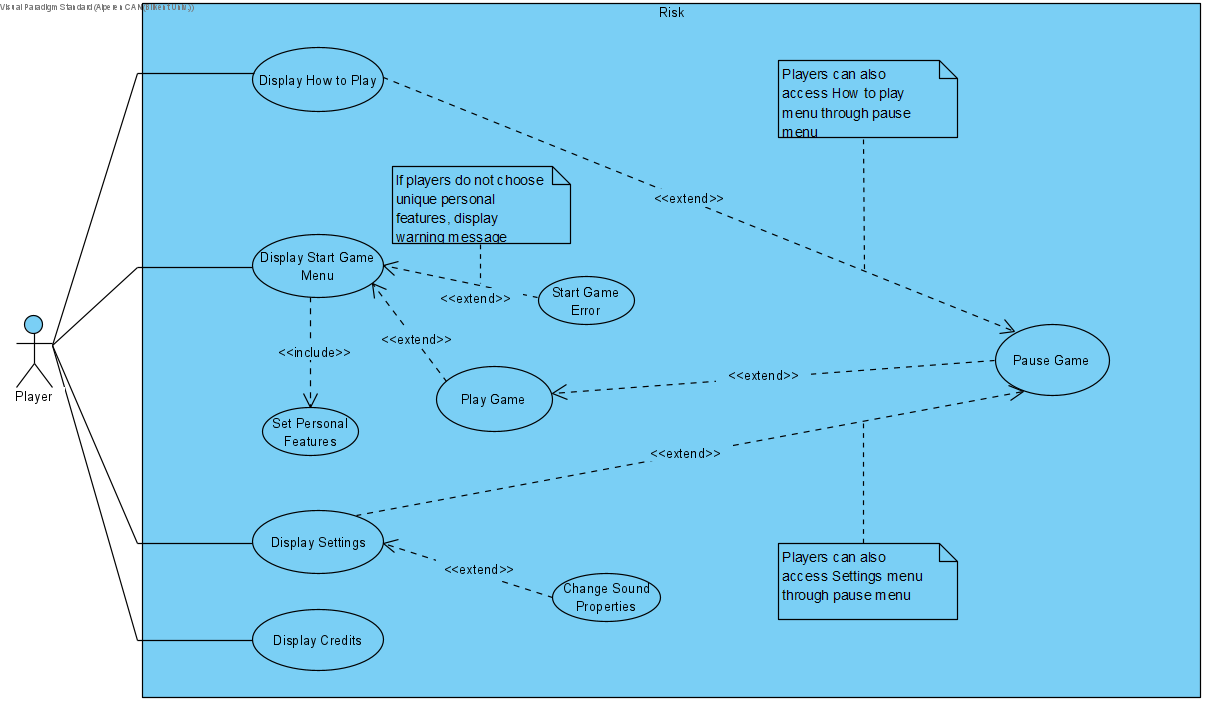 Visual Paradigm Standard (Alperen CAN(Bilkent Univ.))
Risk
Display How to Play
Players can also
access How to play
menu through pause
menu
If players do not choose
unique personal
features, display
warning message
<<extend>>
Display Start Game
Menu
<<extend>>
Start Game
Error
<<include>>
<<extend>>
Player
Play Game
<<extend>>
Pause Game
Set Personal
Features
<<extend>>
Display Settings
<<extend>>
Change Sound
Properties
Players can also
access Settings menu
through pause menu
Display Credits